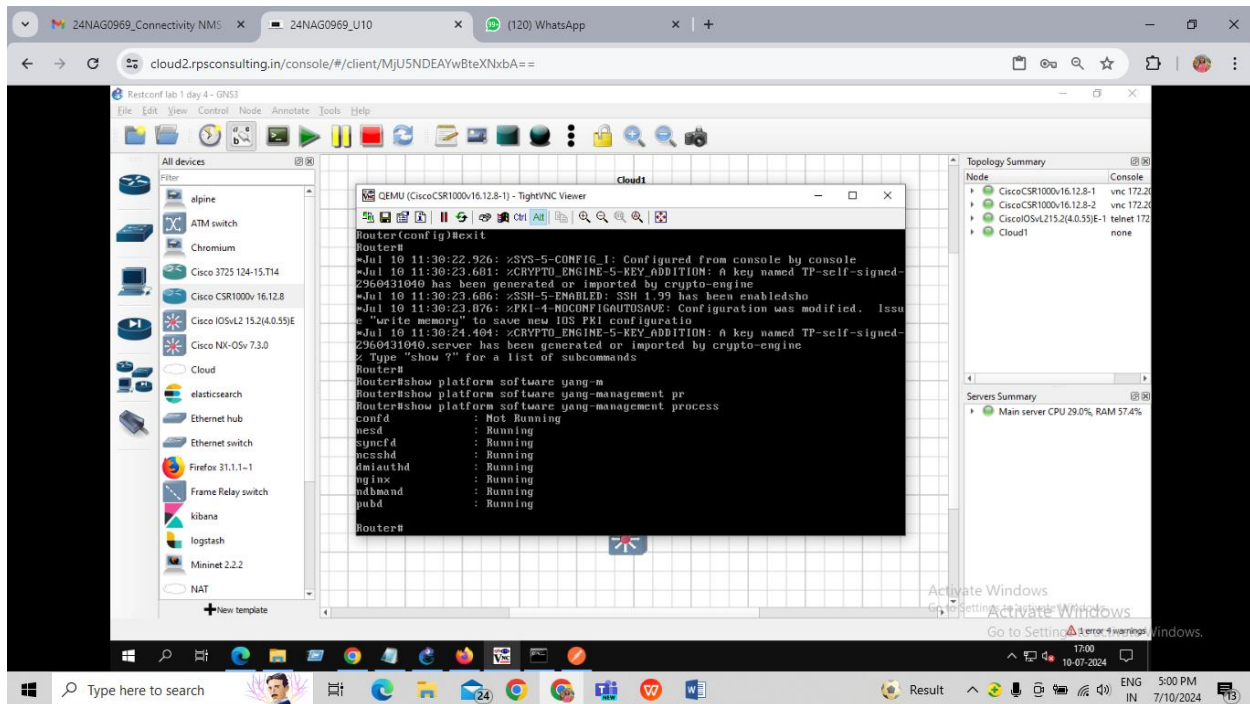 24NAG0969_Connectivity NMS
24NAG0969_U10
99+
(120) WhatsApp
cloud2.rpsconsulting.in/console/#/client/MjU5NDEAYwBteXNxbA==
Restconf lab 1 day 4 - GNS3
File Edit View Control Node Annotate Tools Help
All devices
Filter
alpine
ATM switch
Chromium
Cisco 3725 124-15.T14
Cisco CSR1000v 16.12.8
Cisco IOSvL2 15.2(4.0.55)E
Cisco NX-OSv 7.3.0
Cloud
elasticsearch
Ethernet hub
Ethernet switch
Firefox 31.1.1~1
Frame Relay switch
kibana
logstash
Mininet 2.2.2
NAT
New template
Cloud1
QEMU (CiscoCSR1000v16.12.8-1) - TightVNC Viewer
Ctrl Alt
Router(config)#exit
Router#
*Jul 10 11:30:22.926: %SYS-5-CONFIG_I: Configured from console by console
*Jul 10 11:30:23.681: %CRYPTO_ENGINE-5-KEY_ADDITION: A key named TP-self-signed-
2960431040 has been generated or imported by crypto-engine
*Jul 10 11:30:23.686: %SSH-5-ENABLED: SSH 1.99 has been enabledsho
*Jul 10 11:30:23.876: %PKI-4-NOCONFIGAUTOSAVE: Configuration was modified.  Issu
e "write memory" to save new IOS PKI configuratio
*Jul 10 11:30:24.404: %CRYPTO_ENGINE-5-KEY_ADDITION: A key named TP-self-signed-
2960431040.server has been generated or imported by crypto-engine
% Type "show ?" for a list of subcommands
Router#
Router#show platform software yang-m
Router#show platform software yang-management pr
Router#show platform software yang-management process
confd : Not Running
nesd : Running
syncfd : Running
ncsshd : Running
dmiauthd : Running
nginx : Running
ndbmand : Running
pubd : Running
Router#
Topology Summary
Node Console
CiscoCSR1000v16.12.8-1 vnc 172.20
CiscoCSR1000v16.12.8-2 vnc 172.20
CiscoIOSvL215.2(4.0.55)E-1 telnet 172
Cloud1 none
Servers Summary
Main server CPU 29.0%, RAM 57.4%
Activate Windows
Activate Windows
Go to Settings
1 error 4 warnings
Windows.
17:00
10-07-2024
Type here to search
24
NEW
Result
ENG
IN
5:00 PM
7/10/2024
13